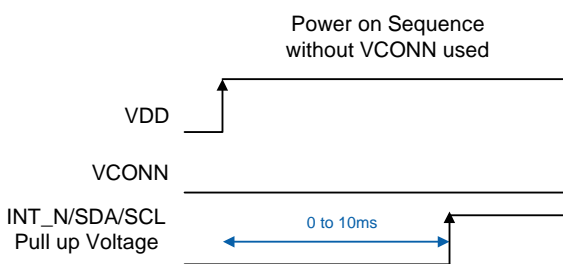 Power on Sequence
without VCONN used
VDD
VCONN
INT_N/SDA/SCL
Pull up Voltage
0 to 10ms